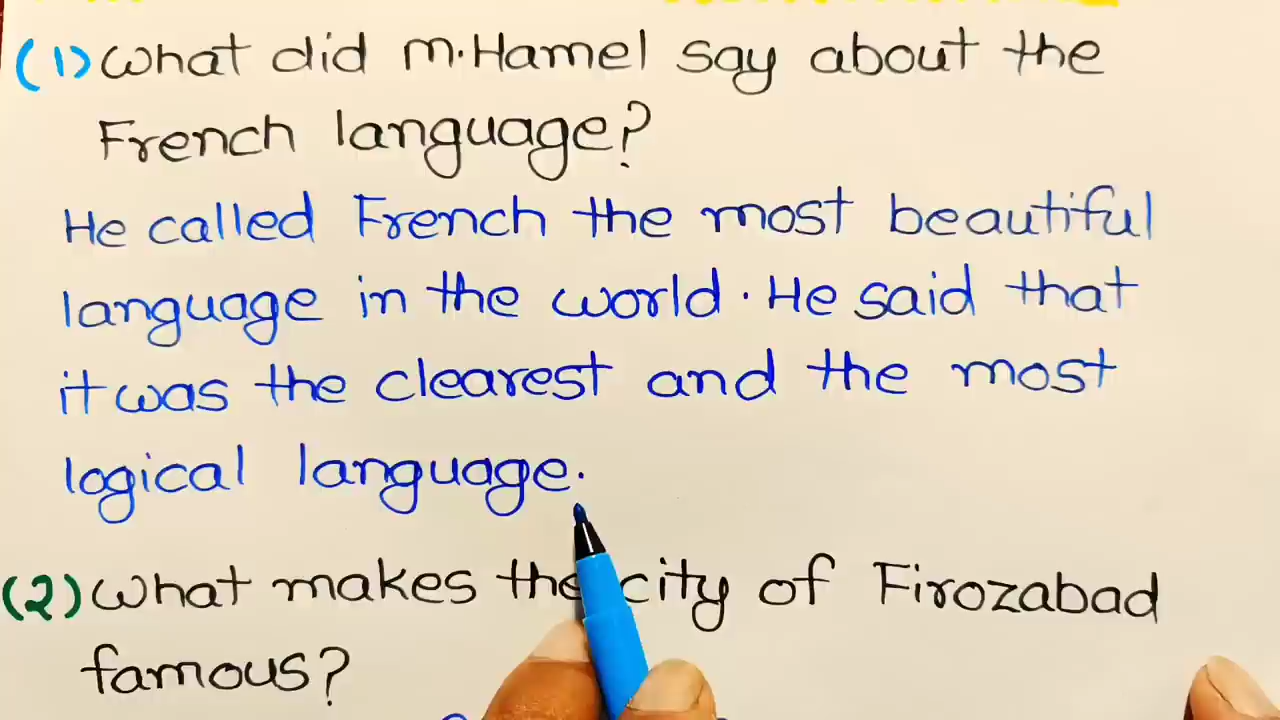 (1) What did M.Hamel say about the
French language?
He called French the most beautiful
language in the world. He said that
it was the clearest and the most
logical language.
(2) What makes the city of Firozabad
famous?